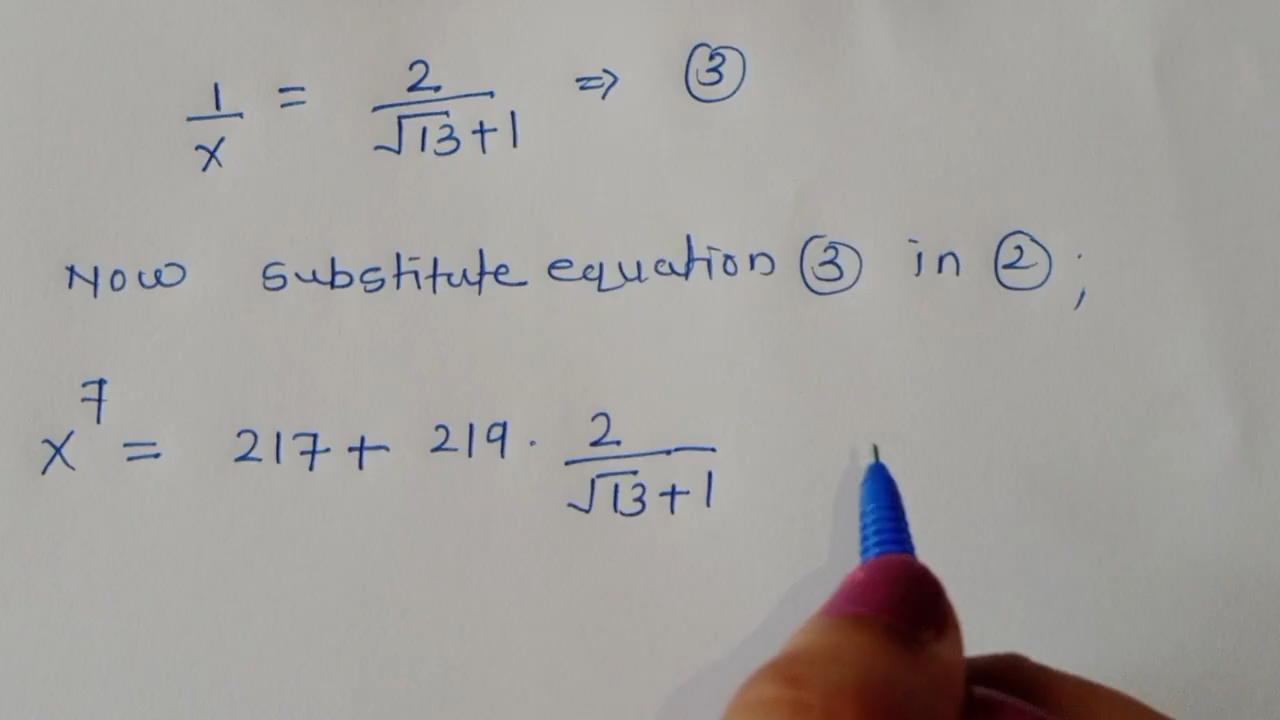 1/x = 2/(√13+1) => ③
Now substitute equation ③ in ② ;
x^7 = 217 + 219 . 2/(√13+1)